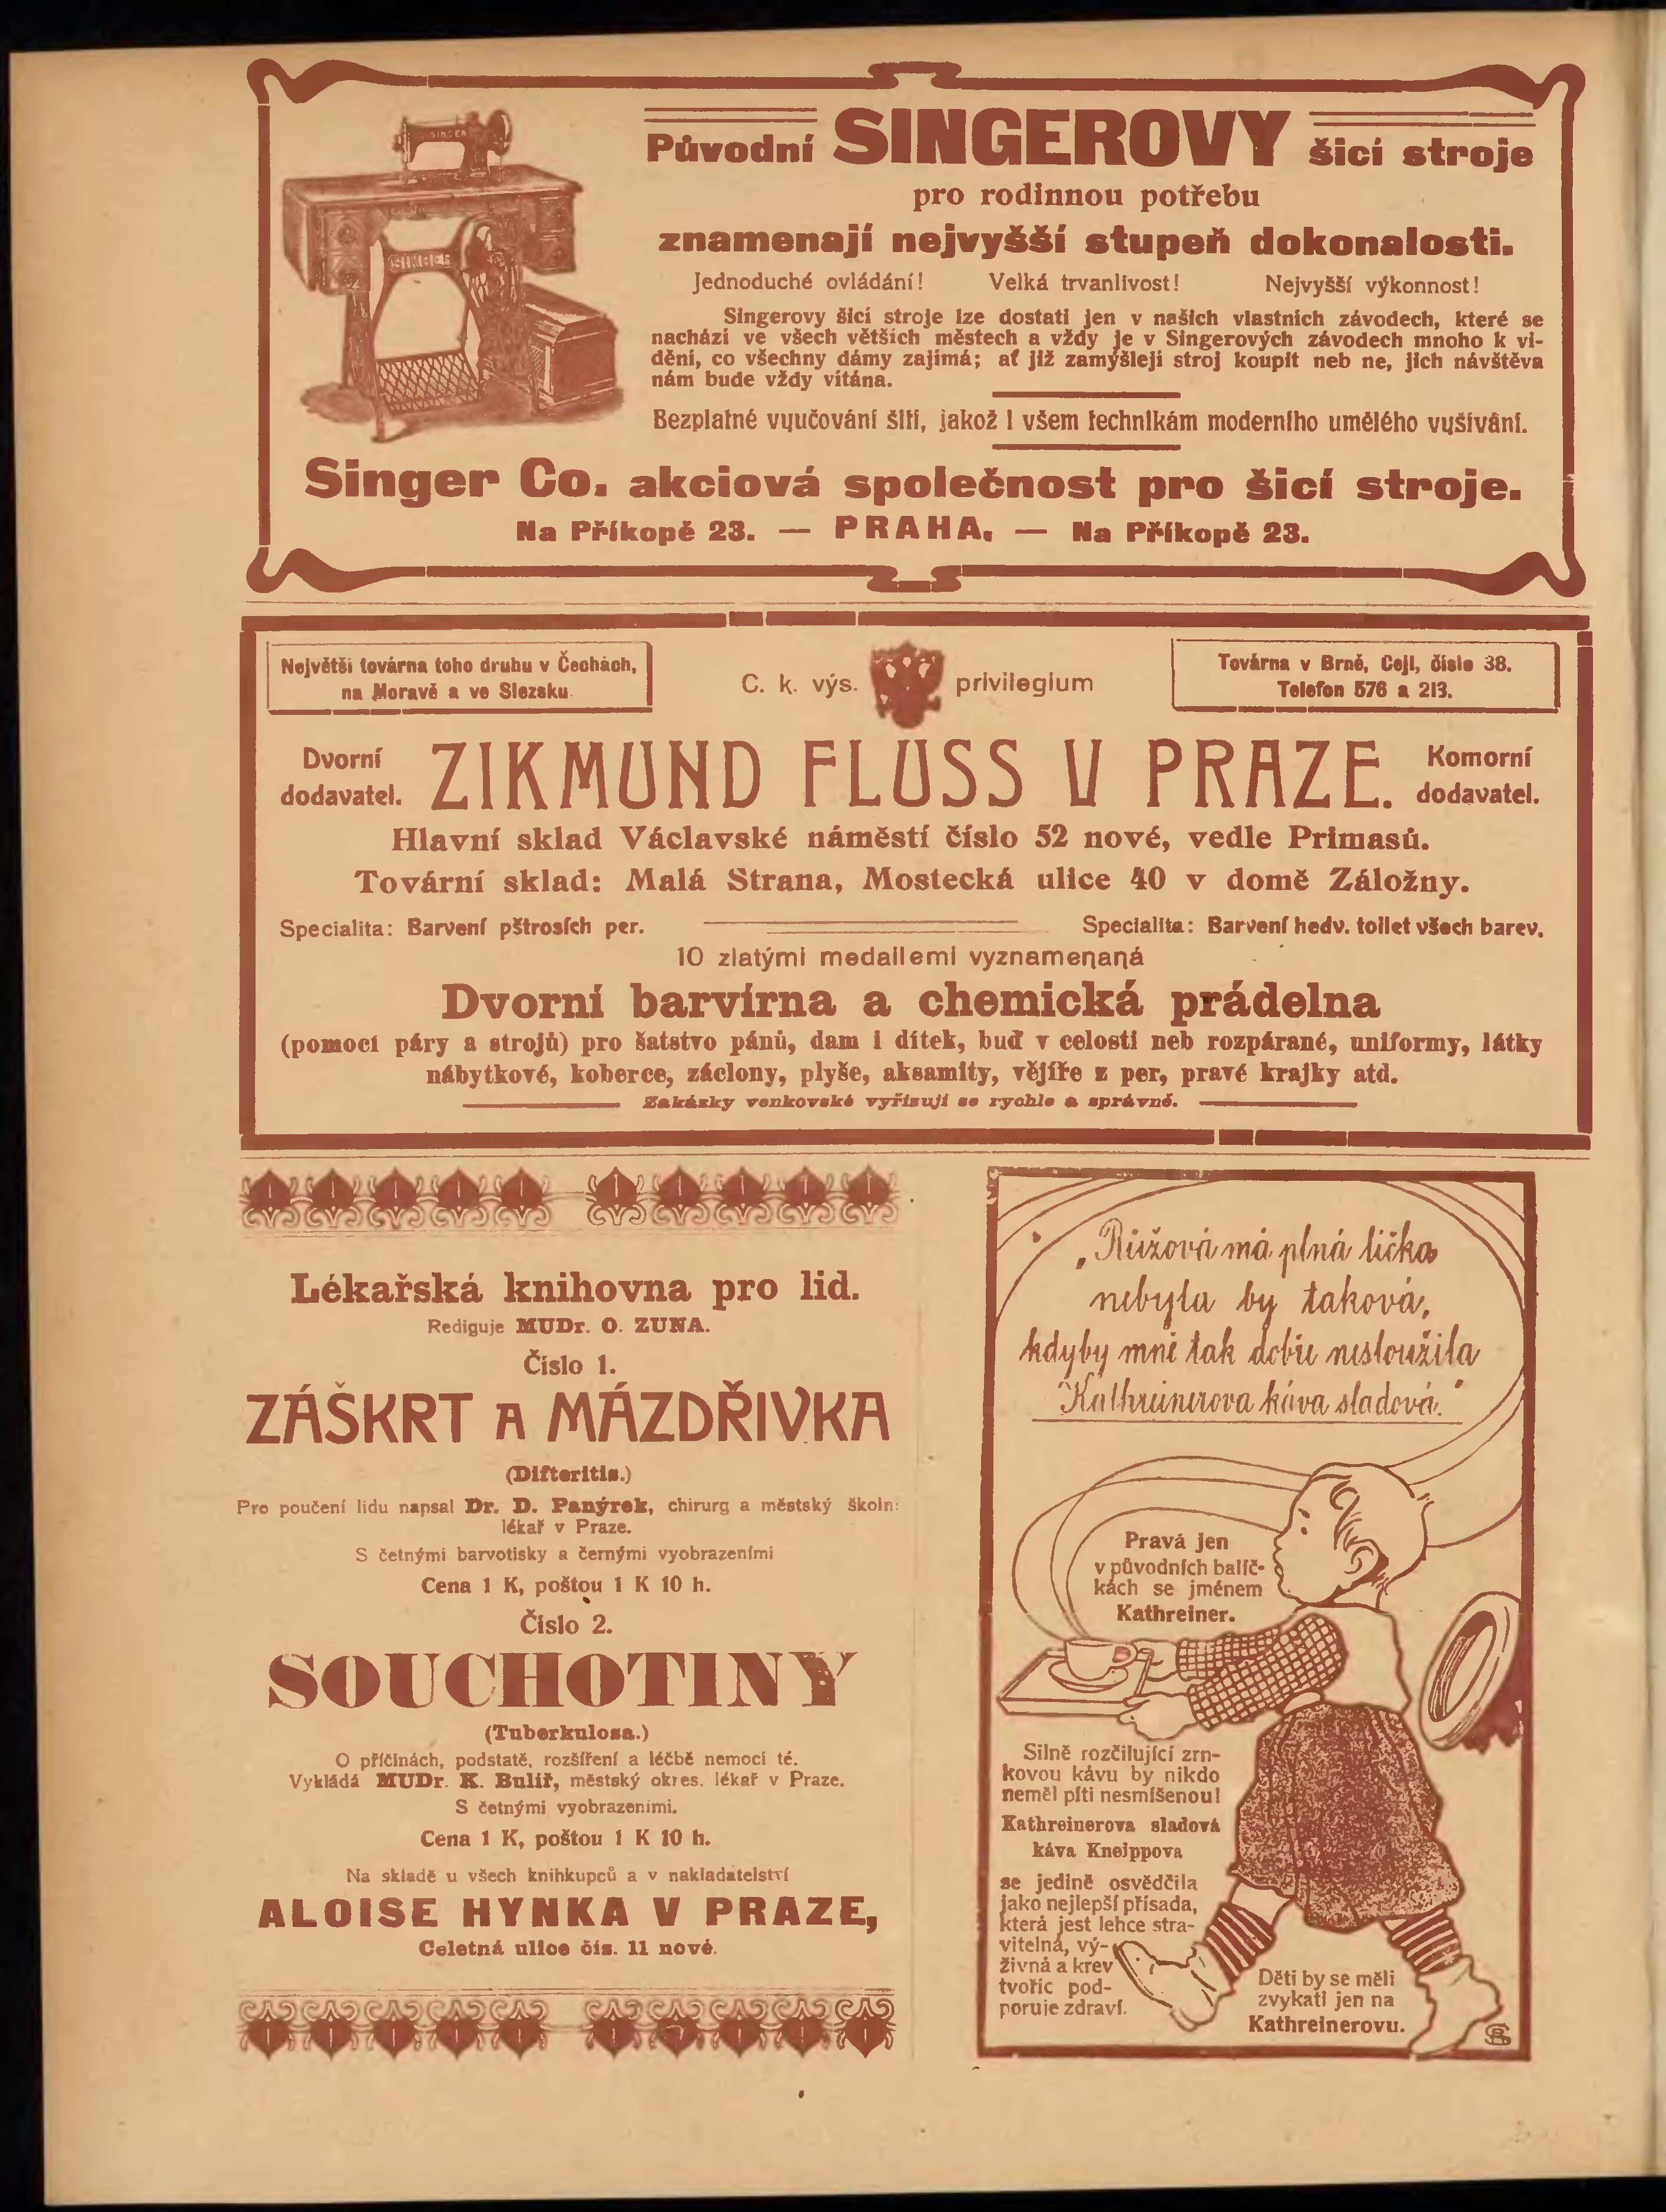 SINGER
SINGER
Původní SINGEROVY šicí stroje
pro rodinnou potřebu
znamenají nejvyšší stupeň dokonalosti.
Jednoduché ovládání! Velká trvanlivost! Nejvyšší výkonnost!
Singerovy šicí stroje lze dostati jen v našich vlastních závodech, které se
nachází ve všech větších městech a vždy je v Singerových závodech mnoho k vi-
dění, co všechny dámy zajímá; ať již zamýšlejí stroj koupit neb ne, jich návštěva
nám bude vždy vítána.
Bezplatné vyučování šití, jakož i všem technikám moderního umělého vyšívání.
Singer Co. akciová společnost pro šicí stroje.
Na Příkopě 23. — PRAHA. — Na Příkopě 23.
Největší továrna toho druhu v Čechách,
na Moravě a ve Slezsku.
C. k. výs. privilegium
Továrna v Brně, Cejl, číslo 38.
Telefon 576 a 213.
Dvorní
dodavatel.
ZIKMUND FLUSS V PRAZE.
Komorní
dodavatel.
Hlavní sklad Václavské náměstí číslo 52 nové, vedle Primasů.
Tovární sklad: Malá Strana, Mostecká ulice 40 v domě Záložny.
Specialita: Barvení pštrosích per. Specialita: Barvení hedv. toilet všech barev.
10 zlatými medailemi vyznamenaná
Dvorní barvírna a chemická prádelna
(pomocí páry a strojů) pro šatstvo pánů, dam i dítek, buď v celosti neb rozpárané, uniformy, látky
nábytkové, koberce, záclony, plyše, aksamity, vějíře z per, pravé krajky atd.
Zakázky venkovské vyřizují se rychle a správně.
Lékařská knihovna pro lid.
Rediguje MUDr. O. ZUNA.
Číslo 1.
ZÁŠKRT A MÁZDŘIVKA
(Difteritis.)
Pro poučení lidu napsal Dr. D. Panýrek, chirurg a městský školní
lékař v Praze.
S četnými barvotisky a černými vyobrazeními
Cena 1 K, poštou 1 K 10 h.
Číslo 2.
SOUCHOTINY
(Tuberkulosa.)
O příčinách, podstatě, rozšíření a léčbě nemoci té.
Vykládá MUDr. K. Bulíř, městský okres. lékař v Praze.
S četnými vyobrazeními.
Cena 1 K, poštou 1 K 10 h.
Na skladě u všech knihkupců a v nakladatelství
ALOISE HYNKA V PRAZE,
Celetná ulice čís. 11 nové.
„Růžová má plná líčka
nebyla by taková,
kdyby mně tak dobře nesloužila
Kathreinerova káva sladová."
Pravá jen
v původních balíč-
kách se jménem
Kathreiner.
Silně rozčilující zrn-
kovou kávu by nikdo
neměl píti nesmíšenou!
Kathreinerova sladová
káva Kneippova
se jedině osvědčila
jako nejlepší přísada,
která jest lehce stra-
vitelná, vý-
živná a krev
tvoříc pod-
poruje zdraví.
Děti by se měli
zvykati jen na
Kathreinerovu.